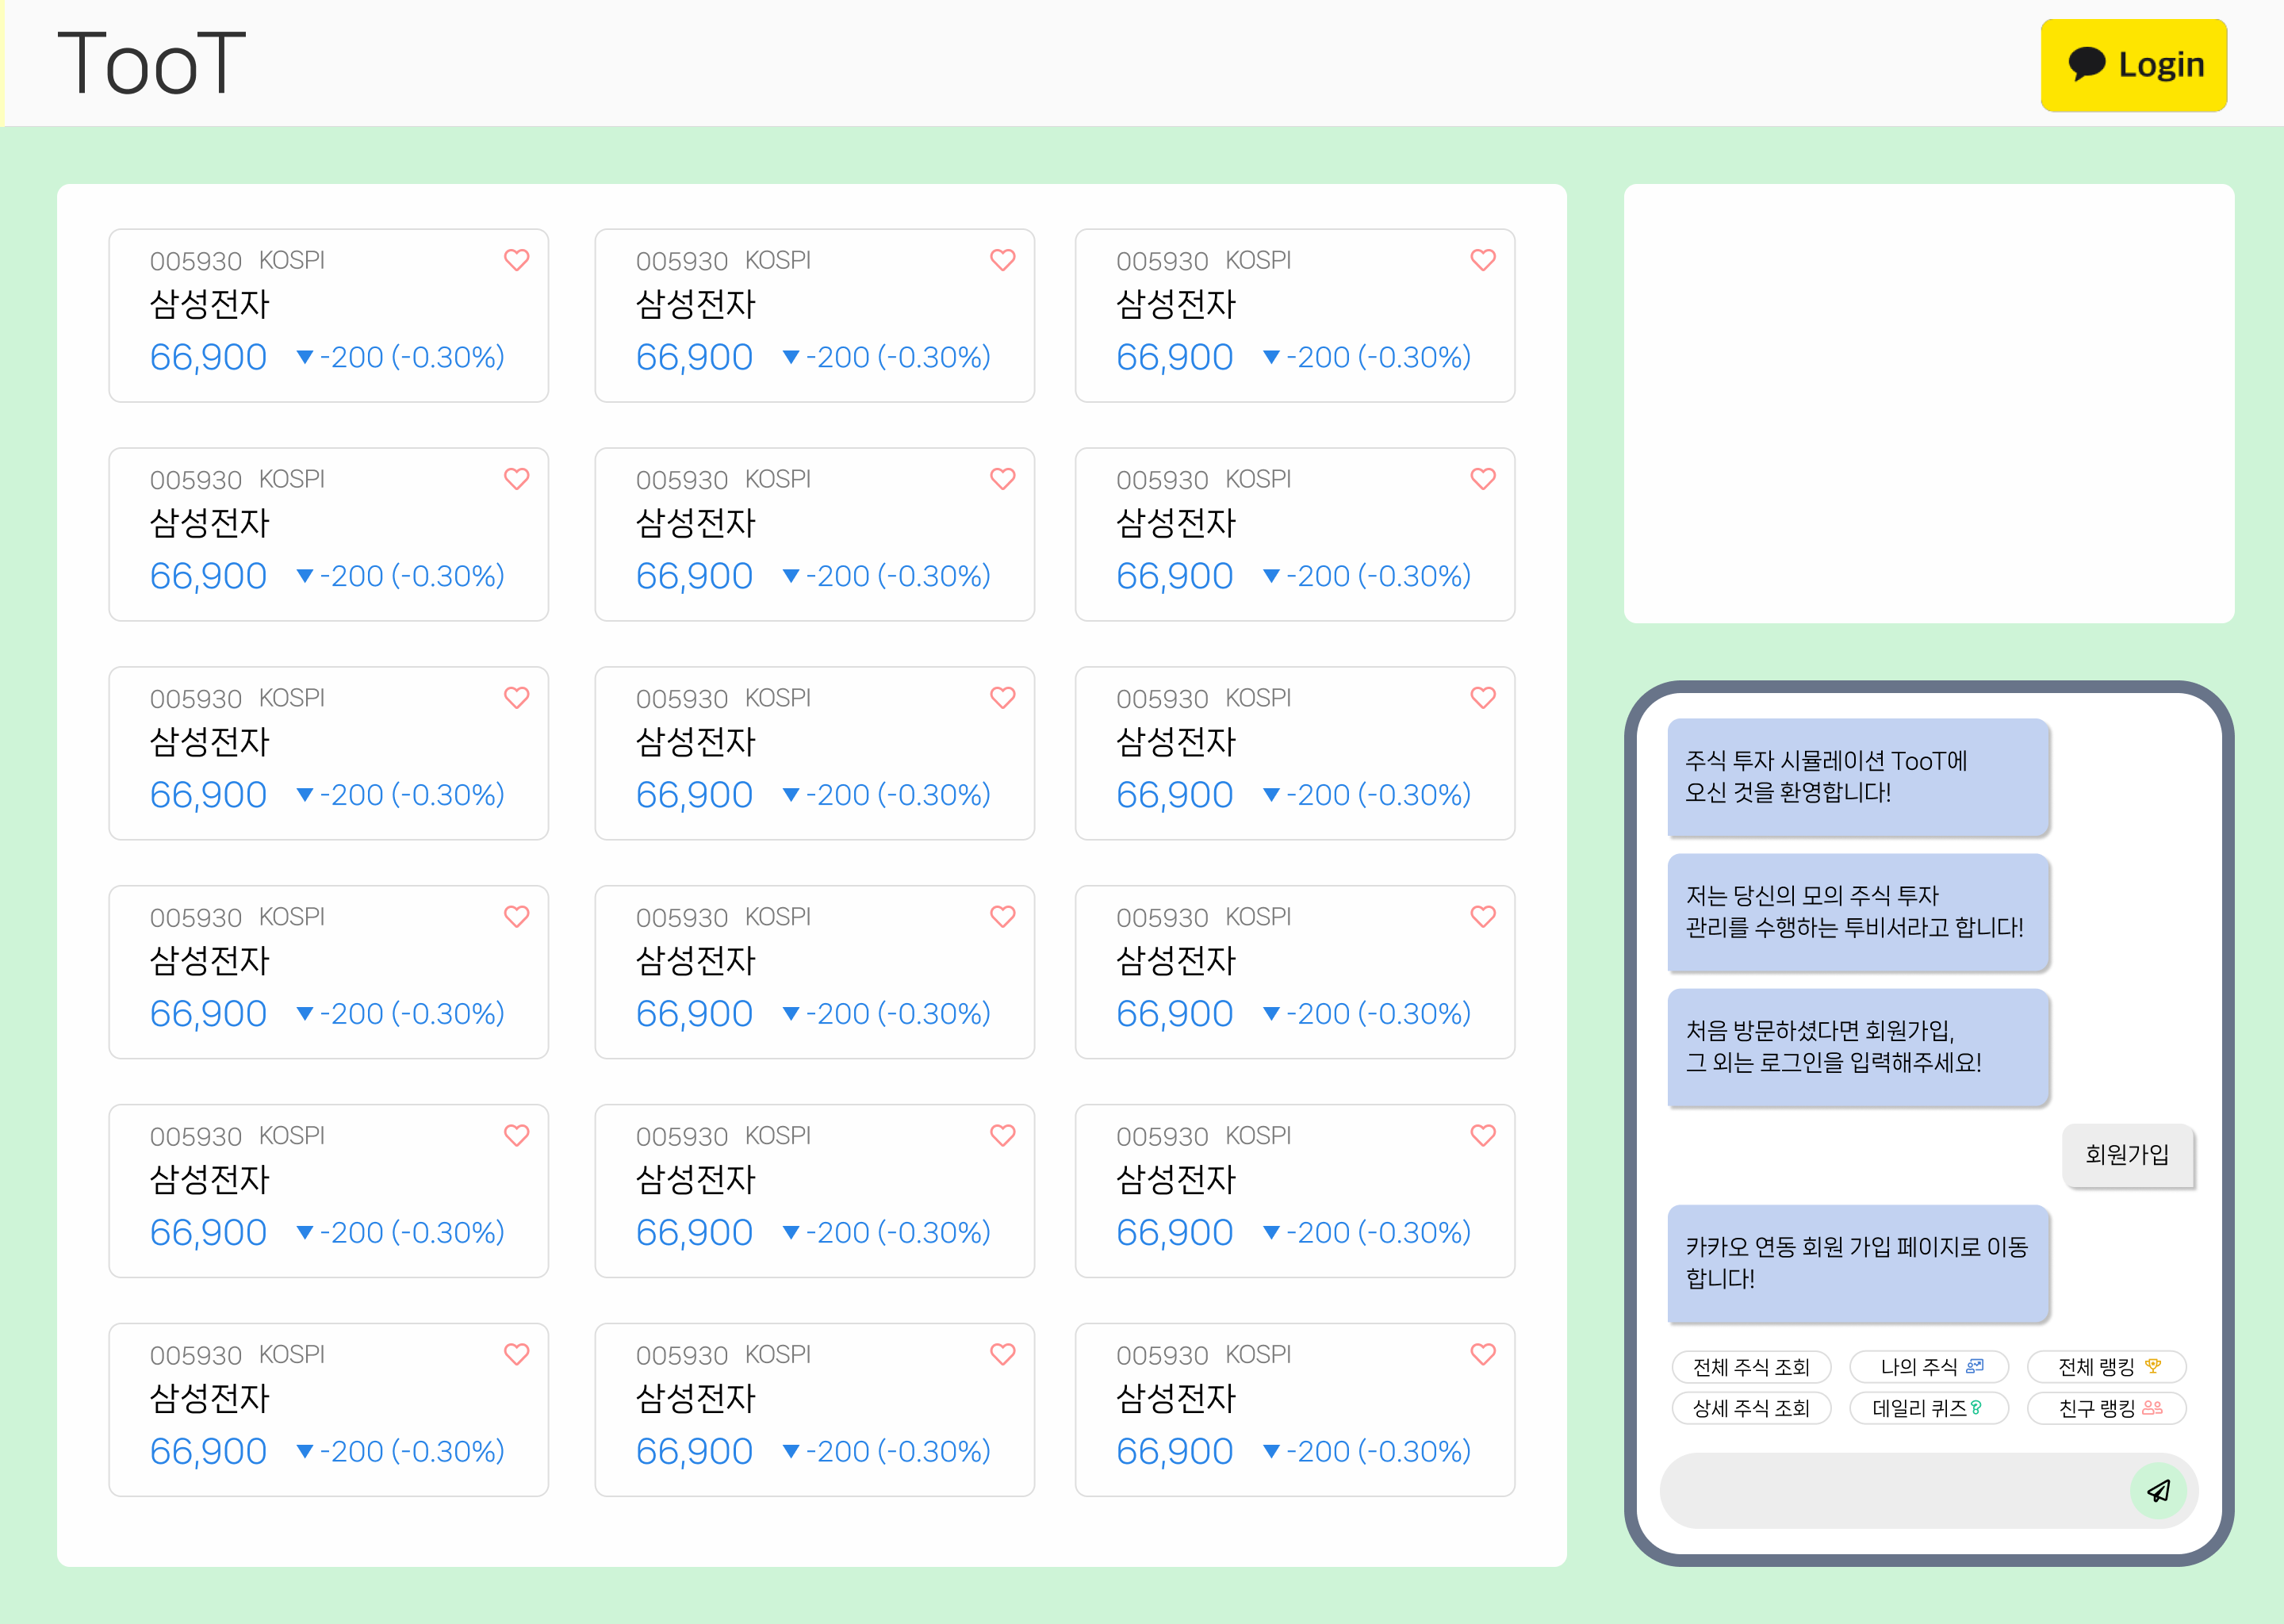 TooT
Login
005930 KOSPI
삼성전자
66,900 ▼-200 (-0.30%)
005930 KOSPI
삼성전자
66,900 ▼-200 (-0.30%)
005930 KOSPI
삼성전자
66,900 ▼-200 (-0.30%)
005930 KOSPI
삼성전자
66,900 ▼-200 (-0.30%)
005930 KOSPI
삼성전자
66,900 ▼-200 (-0.30%)
005930 KOSPI
삼성전자
66,900 ▼-200 (-0.30%)
005930 KOSPI
삼성전자
66,900 ▼-200 (-0.30%)
005930 KOSPI
삼성전자
66,900 ▼-200 (-0.30%)
005930 KOSPI
삼성전자
66,900 ▼-200 (-0.30%)
005930 KOSPI
삼성전자
66,900 ▼-200 (-0.30%)
005930 KOSPI
삼성전자
66,900 ▼-200 (-0.30%)
005930 KOSPI
삼성전자
66,900 ▼-200 (-0.30%)
005930 KOSPI
삼성전자
66,900 ▼-200 (-0.30%)
005930 KOSPI
삼성전자
66,900 ▼-200 (-0.30%)
005930 KOSPI
삼성전자
66,900 ▼-200 (-0.30%)
005930 KOSPI
삼성전자
66,900 ▼-200 (-0.30%)
005930 KOSPI
삼성전자
66,900 ▼-200 (-0.30%)
005930 KOSPI
삼성전자
66,900 ▼-200 (-0.30%)
주식 투자 시뮬레이션 TooT에
오신 것을 환영합니다!
저는 당신의 모의 주식 투자
관리를 수행하는 투비서라고 합니다!
처음 방문하셨다면 회원가입,
그 외는 로그인을 입력해주세요!
회원가입
카카오 연동 회원 가입 페이지로 이동
합니다!
전체 주식 조회
나의 주식
전체 랭킹
상세 주식 조회
데일리 퀴즈
친구 랭킹